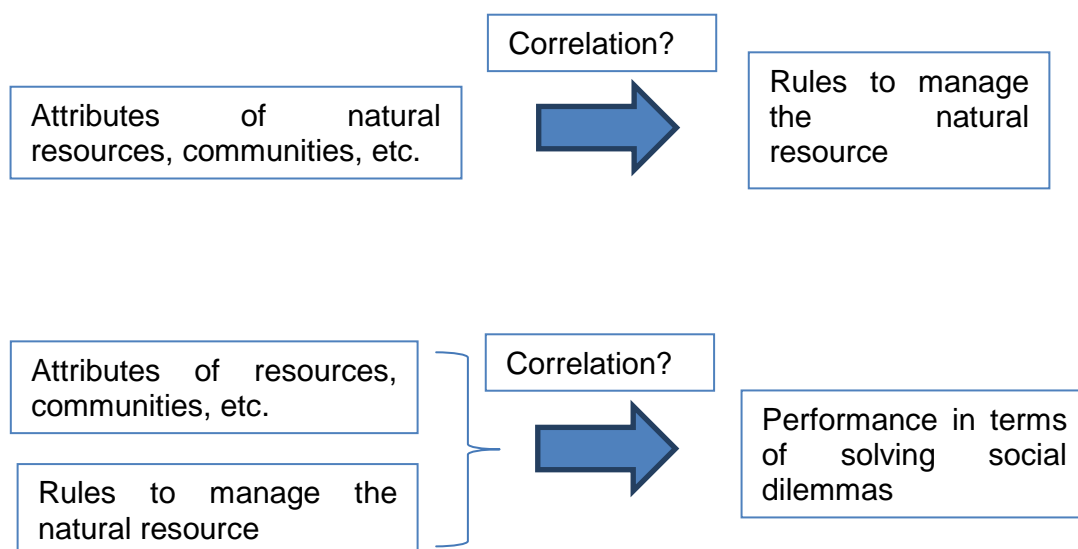 Correlation?
Attributes of natural
resources, communities, etc.
Rules to manage
the natural
resource
Attributes of resources,
communities, etc.
Rules to manage the
natural resource
Correlation?
Performance in terms
of solving social
dilemmas